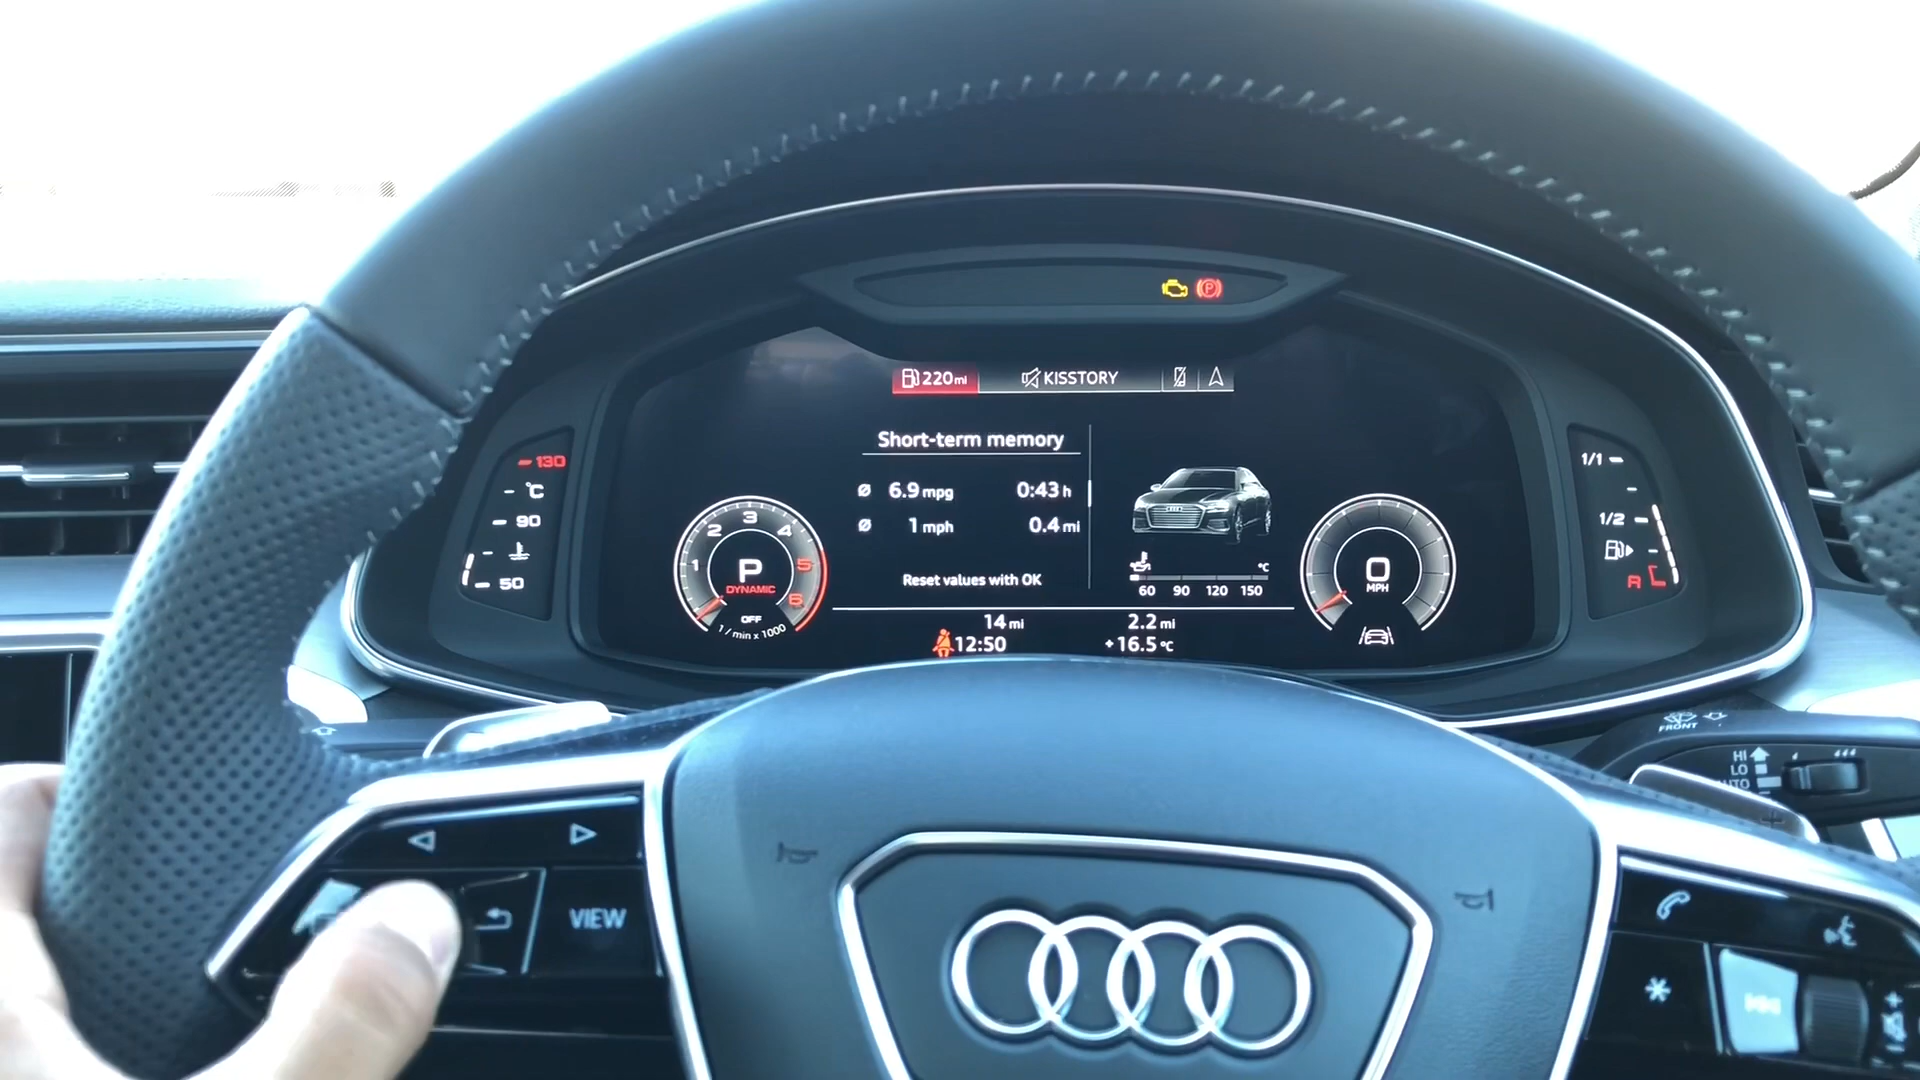 220 mi KISSTORY
Short-term memory
Ø 6.9 mpg 0:43 h
Ø 1 mph 0.4 mi
Reset values with OK
130
°C
90
50
1 2 3 4 5 6
P
DYNAMIC
OFF
1 / min x 1000
°C
60 90 120 150
0
MPH
1/1
1/2
R
14 mi 2.2 mi
12:50 +16.5 °C
P
FRONT
HI
LO
VIEW